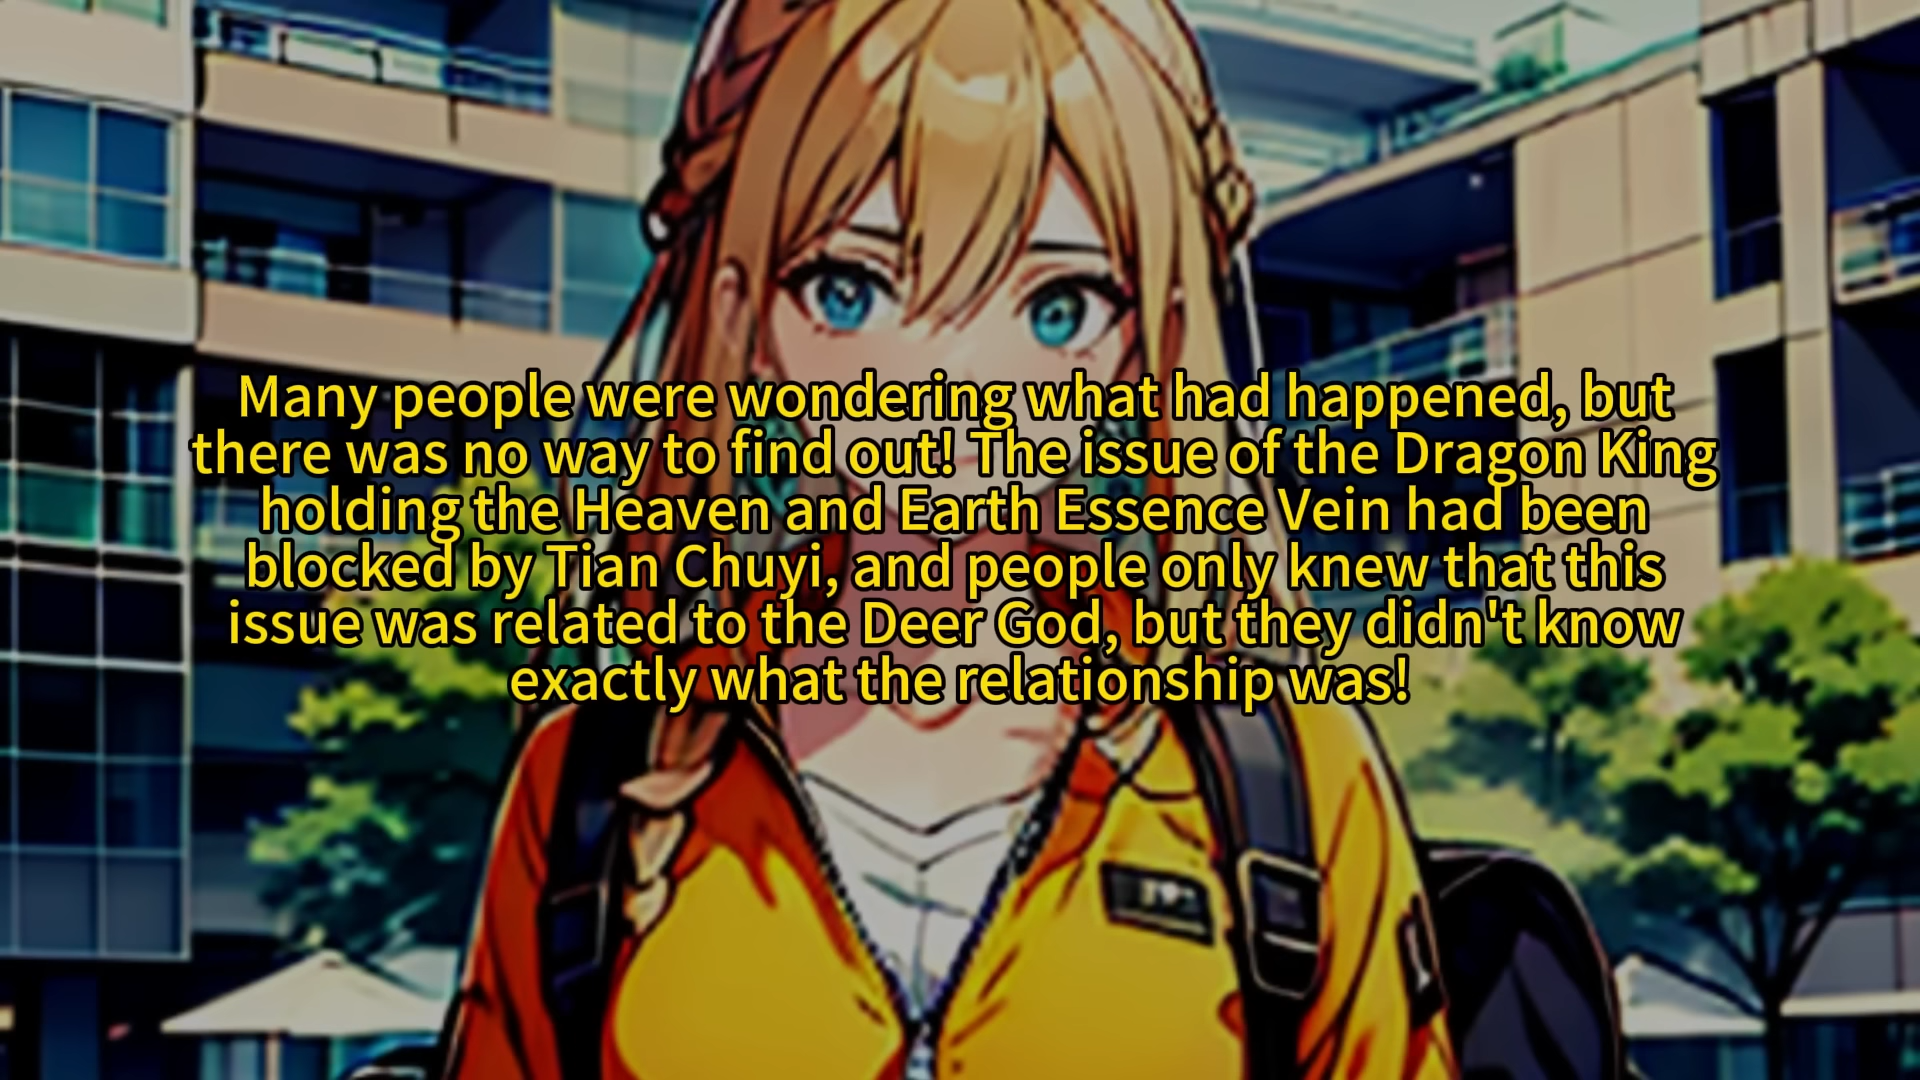 Many people were wondering what had happened, but
there was no way to find out! The issue of the Dragon King
holding the Heaven and Earth Essence Vein had been
blocked by Tian Chuyi, and people only knew that this
issue was related to the Deer God, but they didn't know
exactly what the relationship was!